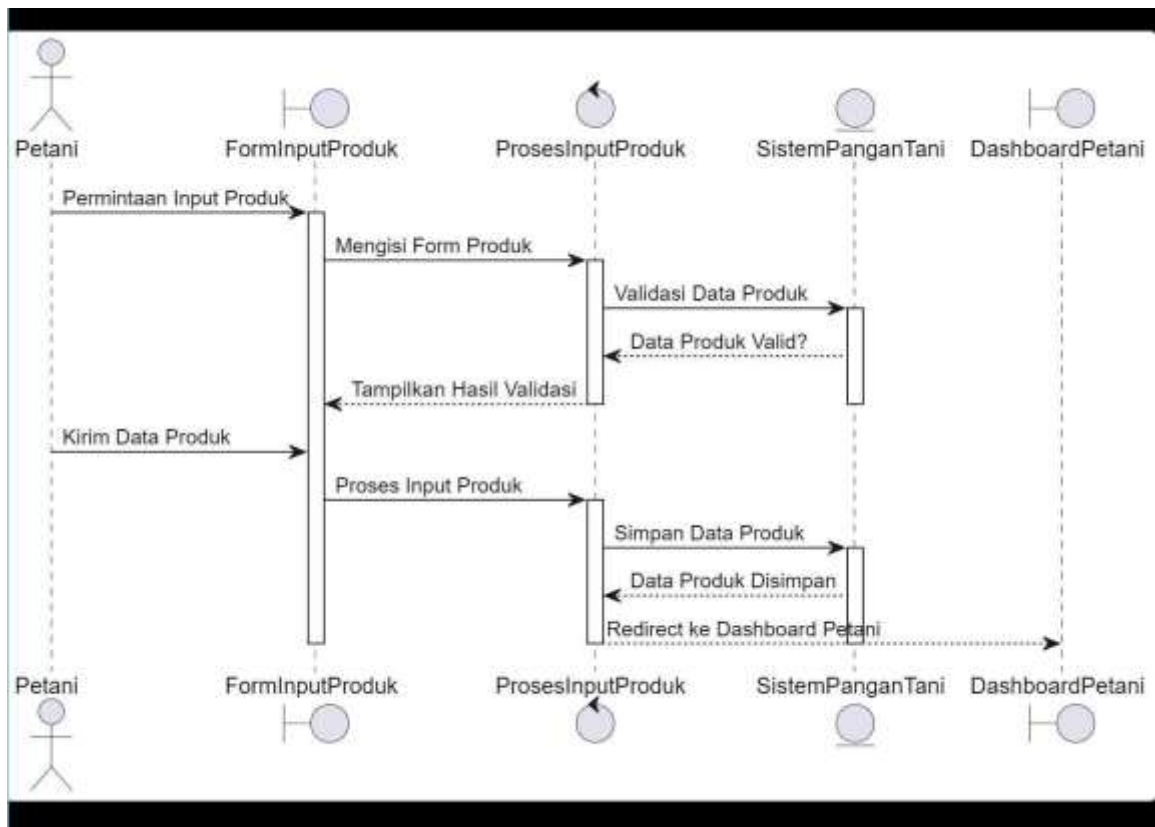 Petani
FormInputProduk
ProsesInputProduk
SistemPanganTani
DashboardPetani
Permintaan Input Produk
Mengisi Form Produk
Validasi Data Produk
Data Produk Valid?
Tampilkan Hasil Validasi
Kirim Data Produk
Proses Input Produk
Simpan Data Produk
Data Produk Disimpan
Redirect ke Dashboard Petani
Petani
FormInputProduk
ProsesInputProduk
SistemPanganTani
DashboardPetani